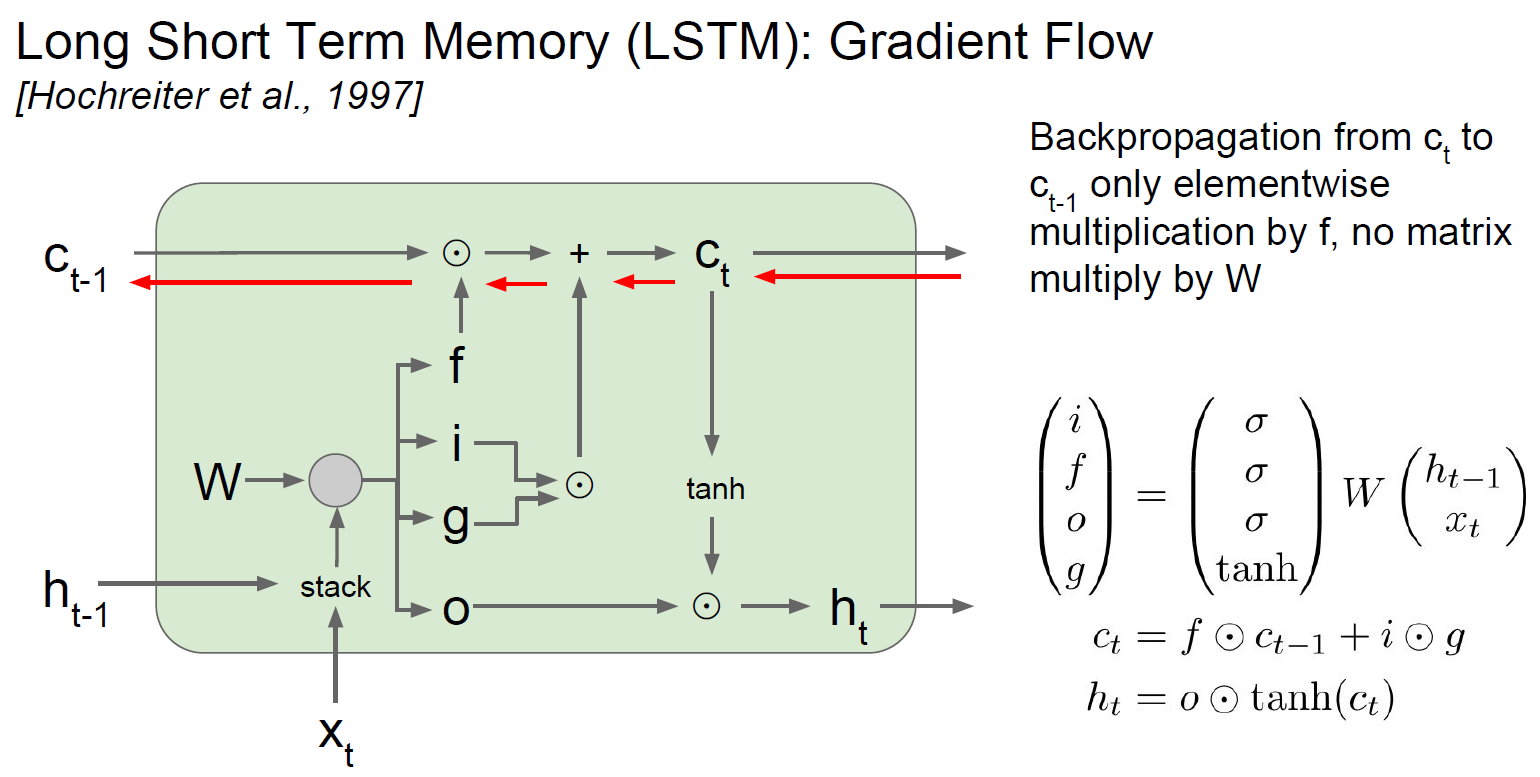 Long Short Term Memory (LSTM): Gradient Flow
[Hochreiter et al., 1997]
Backpropagation from c_t to
c_t-1 only elementwise
multiplication by f, no matrix
multiply by W
c_t-1 ⊙ + c_t
f
i
W ⊙ tanh
g
h_t-1 stack
o ⊙ h_t
x_t
(i f o g) = (σ σ σ tanh) W (h_{t−1} x_t)
c_t = f ⊙ c_{t−1} + i ⊙ g
h_t = o ⊙ tanh(c_t)